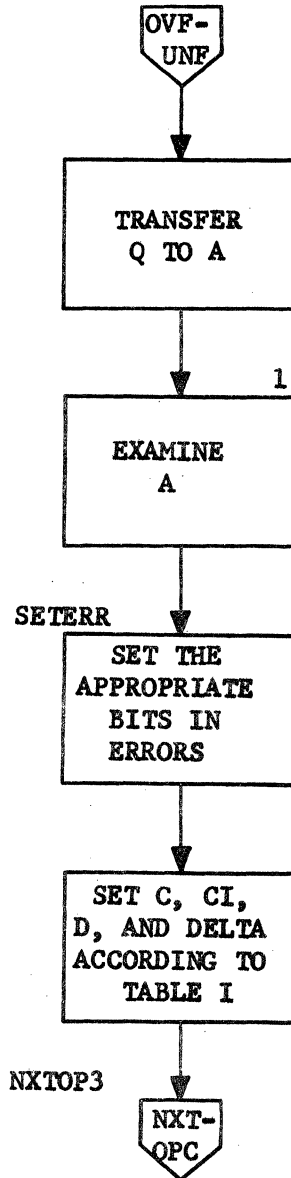 OVF-
UNF
TRANSFER
Q TO A
1
EXAMINE
A
SETERR
SET THE
APPROPRIATE
BITS IN
ERRORS
SET C, CI,
D, AND DELTA
ACCORDING TO
TABLE I
NXTOP3
NXT-
OPC